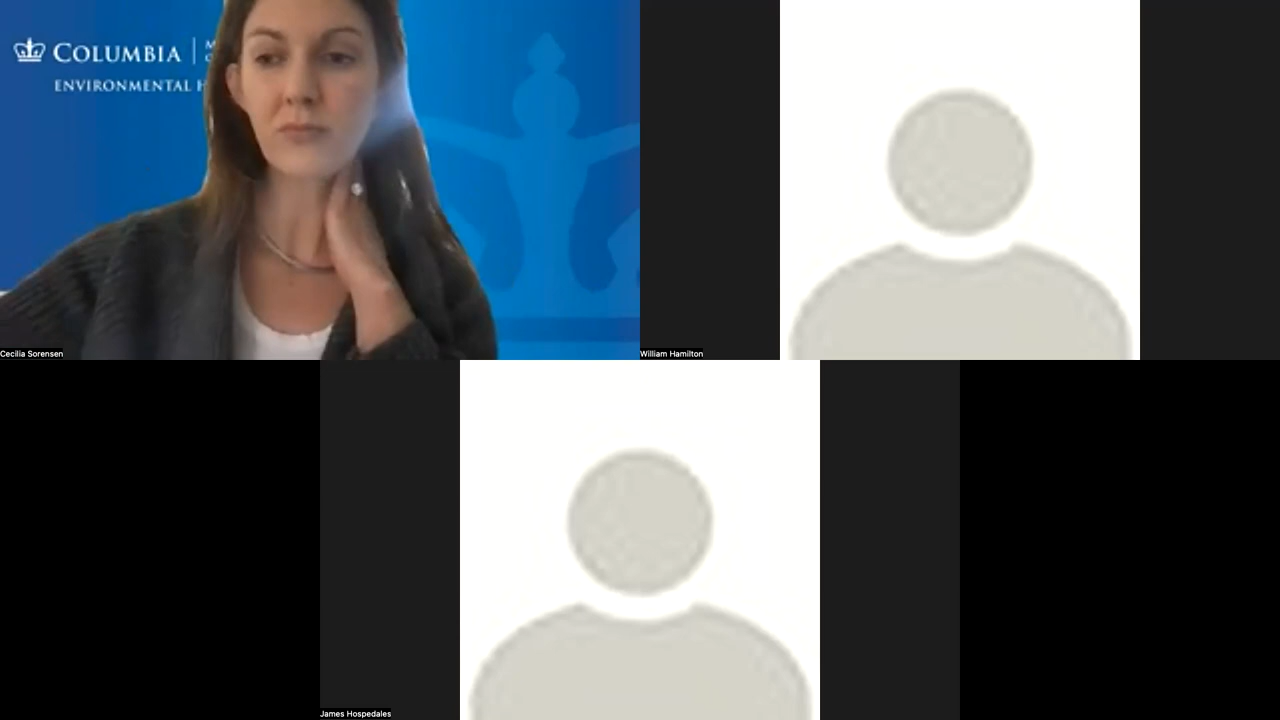 COLUMBIA
ENVIRONMENTAL
Cecilia Sorensen
William Hamilton
James Hospedales